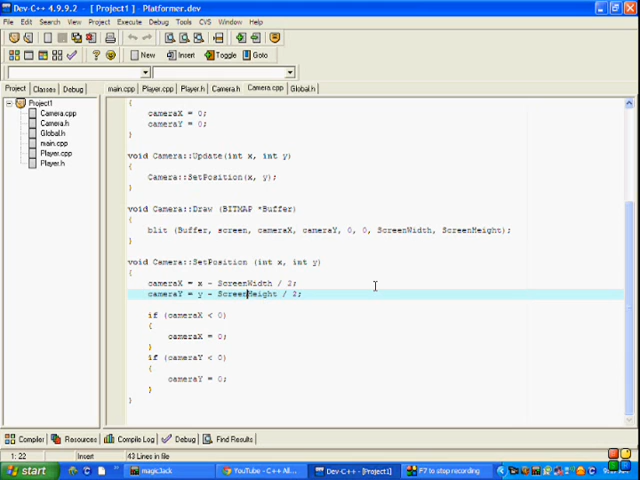 Dev-C++ 4.9.9.2 - [ Project1 ] - Platformer.dev
File Edit Search View Project Execute Debug Tools CVS Window Help
New Insert Toggle Goto
Project Classes Debug
main.cpp Player.cpp Player.h Camera.h Camera.cpp Global.h
Project1
Camera.cpp
Camera.h
Global.h
main.cpp
Player.cpp
Player.h
{
cameraX = 0;
cameraY = 0;
}
void Camera::Update(int x, int y)
{
Camera::SetPosition(x, y);
}
void Camera::Draw (BITMAP *Buffer)
{
blit (Buffer, screen, cameraX, cameraY, 0, 0, ScreenWidth, ScreenHeight);
}
void Camera::SetPosition (int x, int y)
{
cameraX = x - ScreenWidth / 2;
cameraY = y - ScreenHeight / 2;
if (cameraX < 0)
{
cameraX = 0;
}
if (cameraY < 0)
{
cameraY = 0;
}
}
Compiler Resources Compile Log Debug Find Results
1: 22 Insert 43 Lines in file
start magicJack YouTube - C++ All... Dev-C++ - [Project1] F7 to stop recording